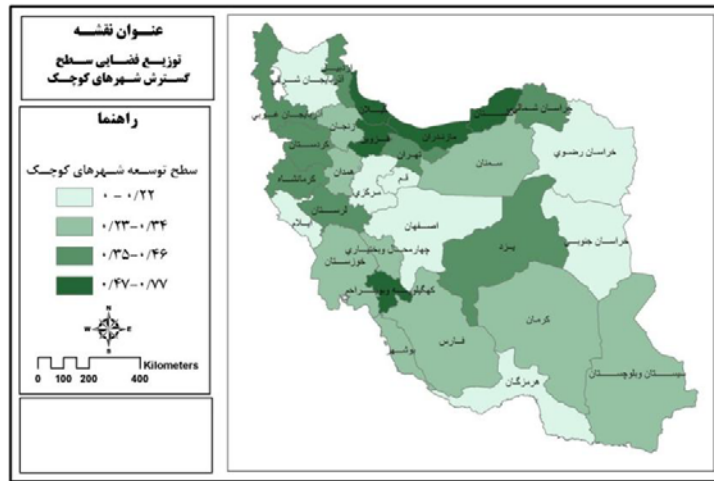 عنوان نقشه
توزیع فضایی سطح
گسترش شهرهای کوچک
راهنما
سطح توسعه شهرهای کوچک
۰ – ۰/۲۲
۰/۲۳–۰/۳۴
۰/۳۵–۰/۴۶
۰/۴۷–۰/۷۷
N
W E
S
Kilometers
0 100 200 400
آذربایجان شرقی
آذربایجان غربی
زنجان
قزوین
مازندران
خراسان شمالی
کردستان
تهران
سمنان
خراسان رضوی
همدان
کرمانشاه
قم
مرکزی
لرستان
ایلام
اصفهان
یزد
خراسان جنوبی
چهارمحال وبختیاری
خوزستان
کرمان
فارس
بوشهر
سیستان وبلوچستان
هرمزگان